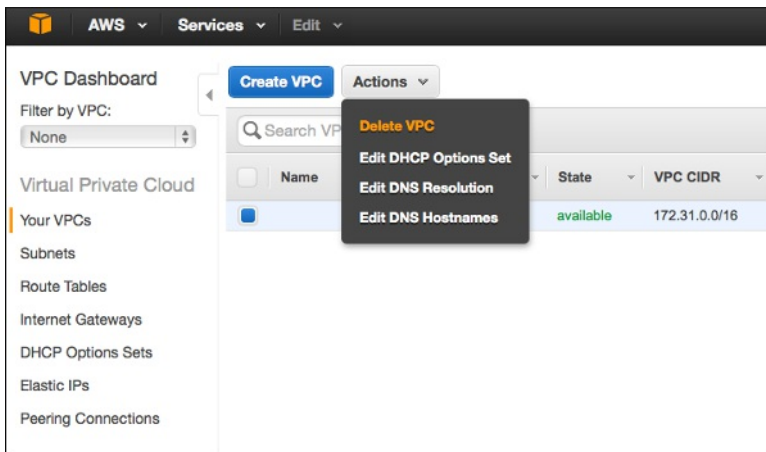 AWS Services Edit
VPC Dashboard
Filter by VPC:
None
Virtual Private Cloud
Your VPCs
Subnets
Route Tables
Internet Gateways
DHCP Options Sets
Elastic IPs
Peering Connections
Create VPC Actions
Search VP
Delete VPC
Edit DHCP Options Set
Edit DNS Resolution
Edit DNS Hostnames
Name State VPC CIDR
available 172.31.0.0/16